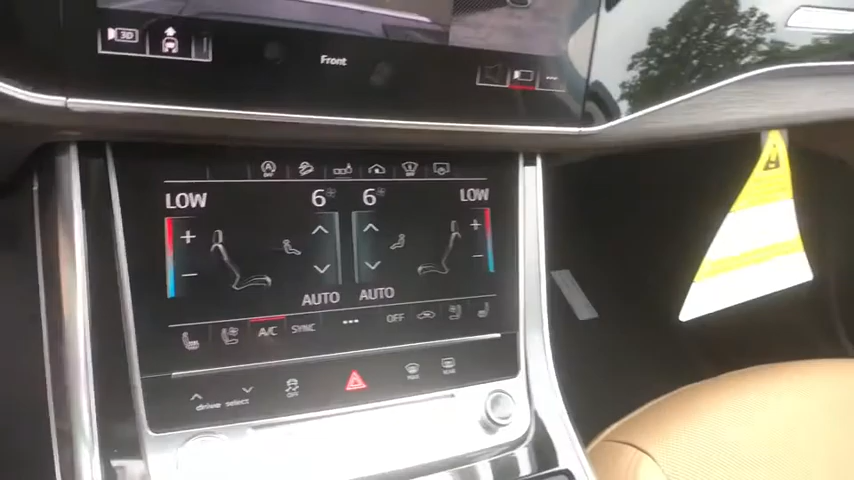 3D
Front
LOW 6 6 LOW
AUTO AUTO
A/C SYNC OFF
drive select OFF MAX REAR